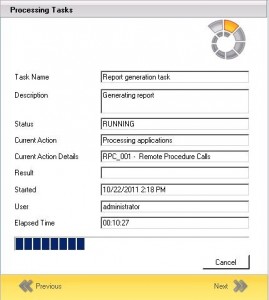 Processing Tasks
Task Name Report generation task
Description Generating report
Status RUNNING
Current Action Processing applications
Current Action Details RPC_001 - Remote Procedure Calls
Result
Started 10/22/2011 2:18 PM
User administrator
Elapsed Time 00:10:27
Cancel
Previous Next